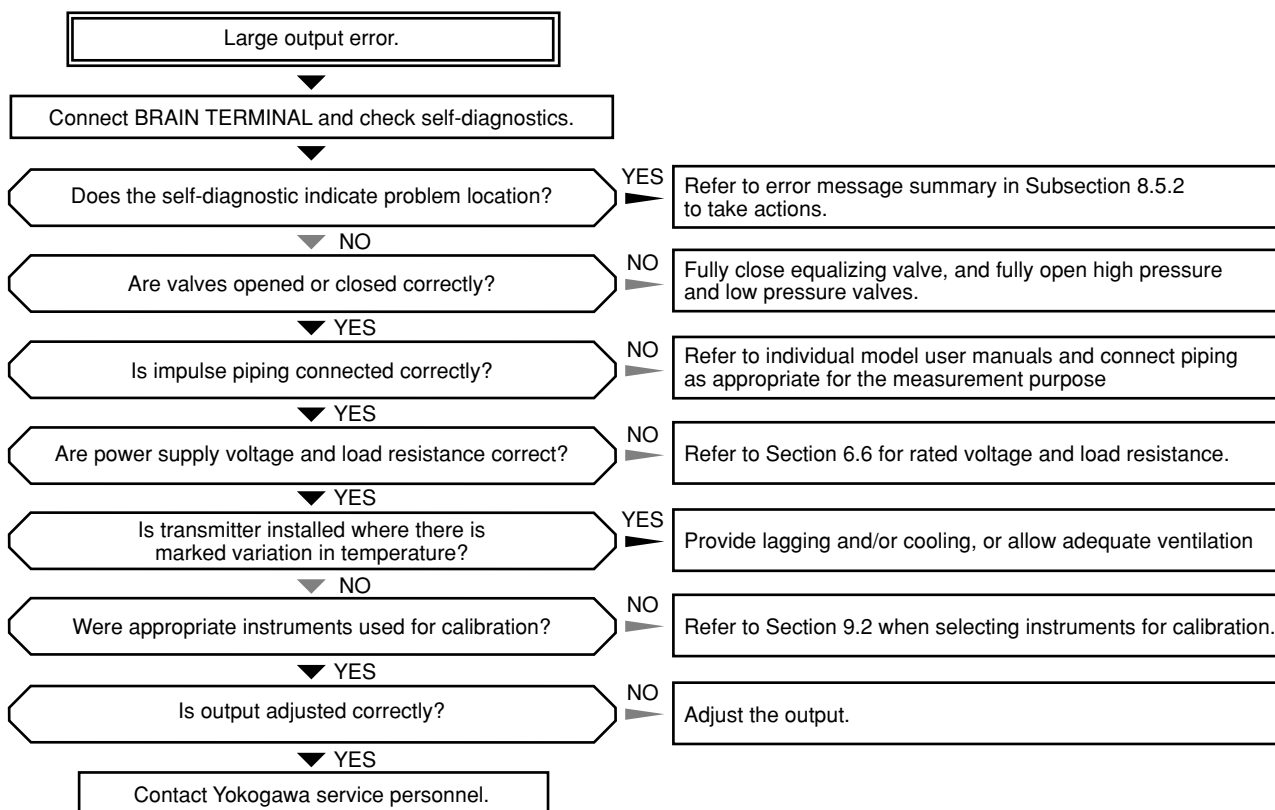 Large output error.
Connect BRAIN TERMINAL and check self-diagnostics.
Does the self-diagnostic indicate problem location?
YES
Refer to error message summary in Subsection 8.5.2
to take actions.
NO
Are valves opened or closed correctly?
NO
Fully close equalizing valve, and fully open high pressure
and low pressure valves.
YES
Is impulse piping connected correctly?
NO
Refer to individual model user manuals and connect piping
as appropriate for the measurement purpose
YES
Are power supply voltage and load resistance correct?
NO
Refer to Section 6.6 for rated voltage and load resistance.
YES
Is transmitter installed where there is
marked variation in temperature?
YES
Provide lagging and/or cooling, or allow adequate ventilation
NO
Were appropriate instruments used for calibration?
NO
Refer to Section 9.2 when selecting instruments for calibration.
YES
Is output adjusted correctly?
NO
Adjust the output.
YES
Contact Yokogawa service personnel.